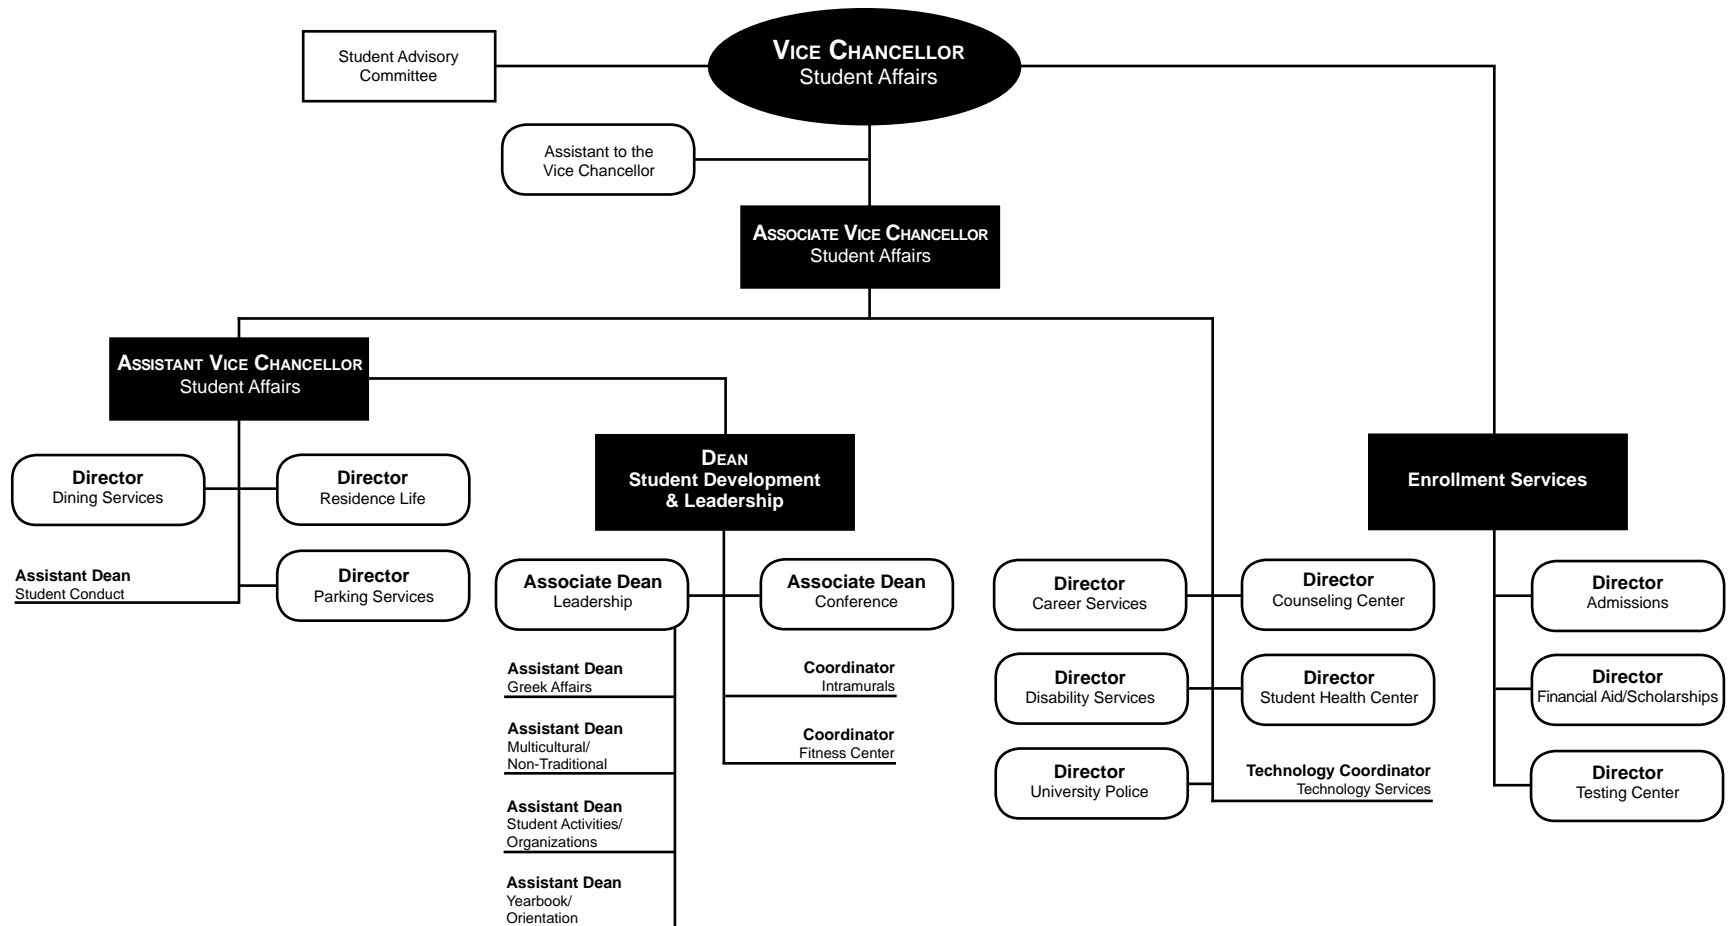 Student Advisory
Committee
VICE CHANCELLOR
Student Affairs
Assistant to the
Vice Chancellor
ASSOCIATE VICE CHANCELLOR
Student Affairs
ASSISTANT VICE CHANCELLOR
Student Affairs
Director
Dining Services
Director
Residence Life
Assistant Dean
Student Conduct
Director
Parking Services
DEAN
Student Development
& Leadership
Associate Dean
Leadership
Associate Dean
Conference
Assistant Dean
Greek Affairs
Assistant Dean
Multicultural/
Non-Traditional
Assistant Dean
Student Activities/
Organizations
Assistant Dean
Yearbook/
Orientation
Coordinator
Intramurals
Coordinator
Fitness Center
Director
Career Services
Director
Counseling Center
Director
Disability Services
Director
Student Health Center
Director
University Police
Technology Coordinator
Technology Services
Enrollment Services
Director
Admissions
Director
Financial Aid/Scholarships
Director
Testing Center